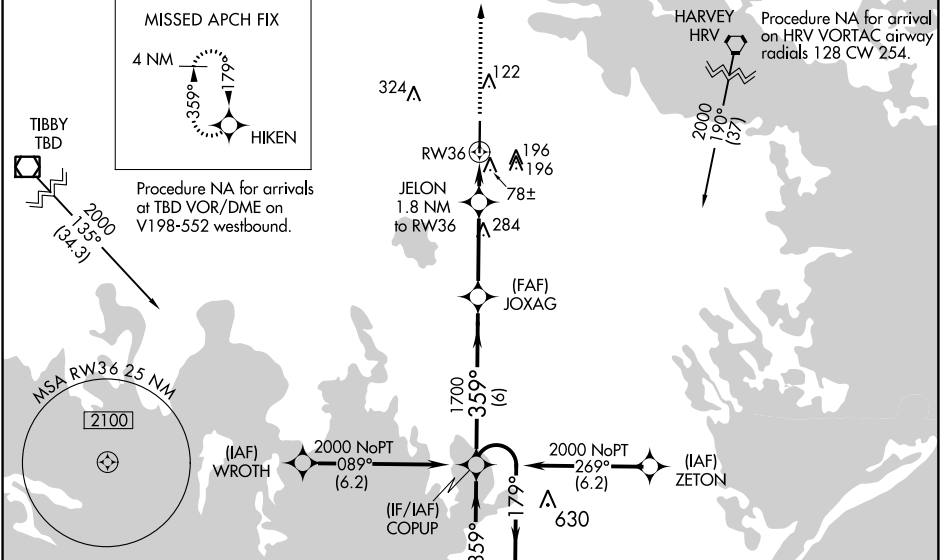 MISSED APCH FIX
4 NM
359°
179°
HIKEN
HARVEY
HRV
Procedure NA for arrival
on HRV VORTAC airway
radials 128 CW 254.
2000
190°
(37)
TIBBY
TBD
2000
135°
(34.3)
Procedure NA for arrivals
at TBD VOR/DME on
V198-552 westbound.
324
122
RW36
196
196
78±
JELON
1.8 NM
to RW36
284
(FAF)
JOXAG
1700
359°
(6)
MSA RW36 25 NM
2100
(IAF)
WROTH
2000 NoPT
089°
(6.2)
2000 NoPT
269°
(6.2)
(IAF)
ZETON
(IF/IAF)
COPUP
179°
630
359°